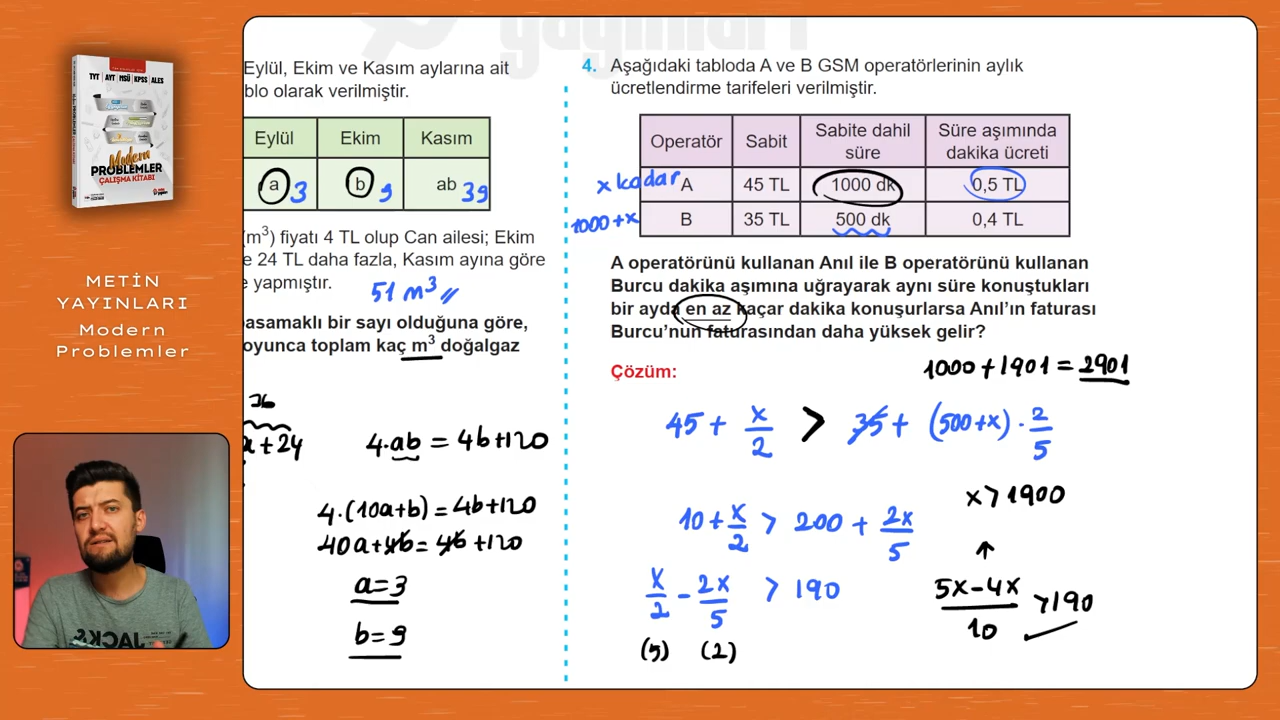 TYT AYT MSÜ KPSS ALES
Modern
PROBLEMLER
ÇALIŞMA KİTABI
METİN
YAYINLARI
Modern
Problemler
yayınları
Eylül, Ekim ve Kasım aylarına ait
blo olarak verilmiştir.
Eylül Ekim Kasım
a 3 b 9 ab 39
(m³) fiyatı 4 TL olup Can ailesi; Ekim
e 24 TL daha fazla, Kasım ayına göre
e yapmıştır.
51 m³
basamaklı bir sayı olduğuna göre,
oyunca toplam kaç m³ doğalgaz
36
a + 24
4·ab = 4b+120
4·(10a+b) = 4b+120
40a+4b = 4b+120
a=3
b=9
4. Aşağıdaki tabloda A ve B GSM operatörlerinin aylık
ücretlendirme tarifeleri verilmiştir.
Operatör Sabit Sabite dahil süre Süre aşımında dakika ücreti
x kadar A 45 TL 1000 dk 0,5 TL
1000+x B 35 TL 500 dk 0,4 TL
A operatörünü kullanan Anıl ile B operatörünü kullanan
Burcu dakika aşımına uğrayarak aynı süre konuştukları
bir ayda en az kaçar dakika konuşurlarsa Anıl'ın faturası
Burcu'nun faturasından daha yüksek gelir?
Çözüm:
1000+1901 = 2901
45 + x/2 > 35 + (500+x)·2/5
x>1900
10+x/2 > 200 + 2x/5
x/2 - 2x/5 > 190
(5) (2)
5x-4x/10 >190